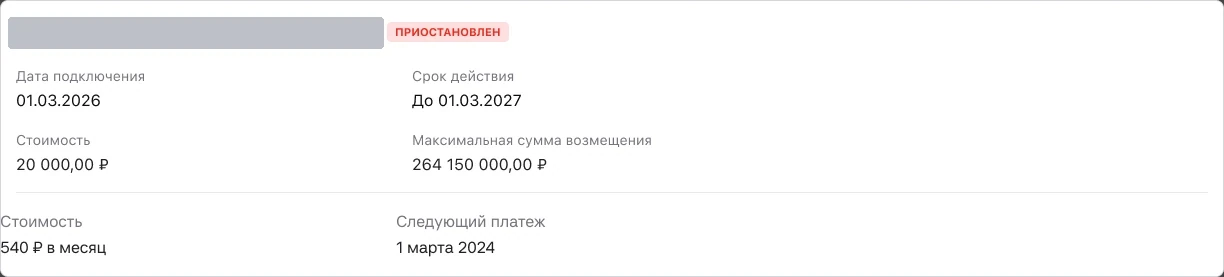 ПРИОСТАНОВЛЕН
Дата подключения
Срок действия
01.03.2026
До 01.03.2027
Стоимость
Максимальная сумма возмещения
20 000,00 ₽
264 150 000,00 ₽
Стоимость
Следующий платеж
540 ₽ в месяц
1 марта 2024